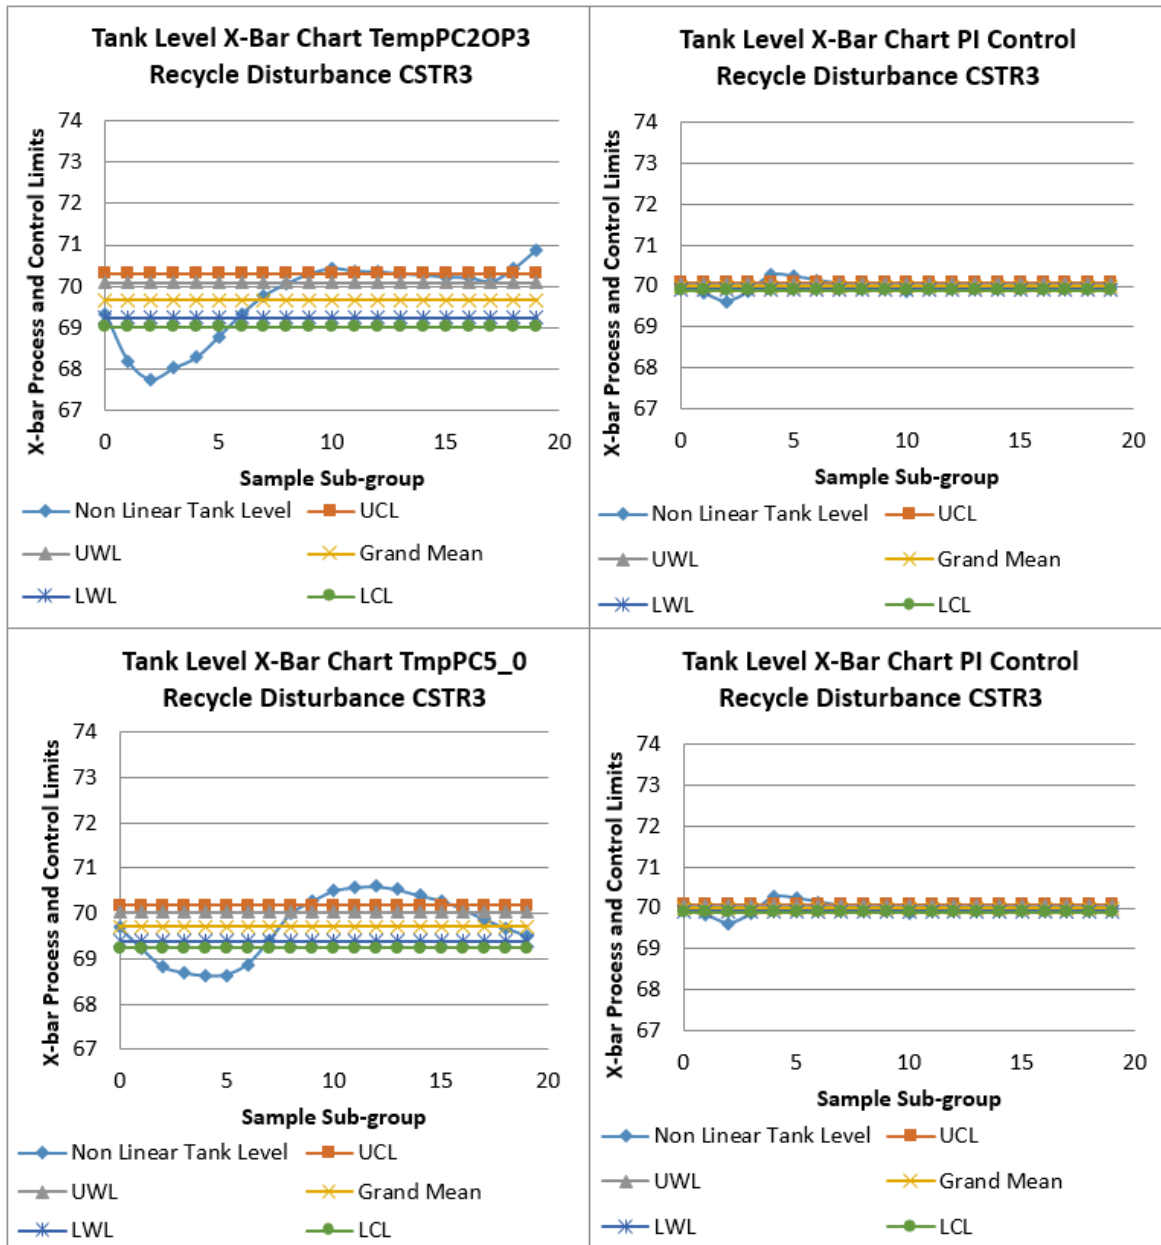 Tank Level X-Bar Chart TempPC2OP3
Recycle Disturbance CSTR3
X-bar Process and Control Limits
74
73
72
71
70
69
68
67
0 5 10 15 20
Sample Sub-group
Non Linear Tank Level UCL
UWL Grand Mean
LWL LCL
Tank Level X-Bar Chart PI Control
Recycle Disturbance CSTR3
X-bar Process and Control Limits
74
73
72
71
70
69
68
67
0 5 10 15 20
Sample Sub-group
Non Linear Tank Level UCL
UWL Grand Mean
LWL LCL
Tank Level X-Bar Chart TmpPC5_0
Recycle Disturbance CSTR3
X-bar Process and Control Limits
74
73
72
71
70
69
68
67
0 5 10 15 20
Sample Sub-group
Non Linear Tank Level UCL
UWL Grand Mean
LWL LCL
Tank Level X-Bar Chart PI Control
Recycle Disturbance CSTR3
X-bar Process and Control Limits
74
73
72
71
70
69
68
67
0 5 10 15 20
Sample Sub-group
Non Linear Tank Level UCL
UWL Grand Mean
LWL LCL